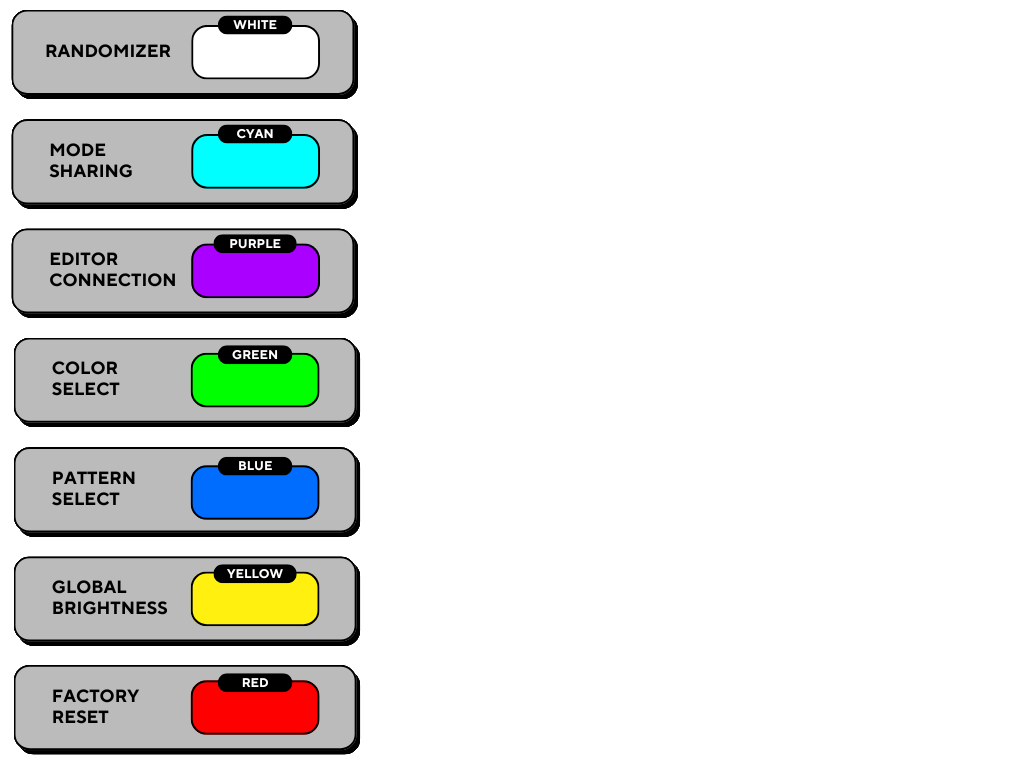 WHITE
RANDOMIZER
CYAN
MODE
SHARING
PURPLE
EDITOR
CONNECTION
GREEN
COLOR
SELECT
BLUE
PATTERN
SELECT
YELLOW
GLOBAL
BRIGHTNESS
RED
FACTORY
RESET